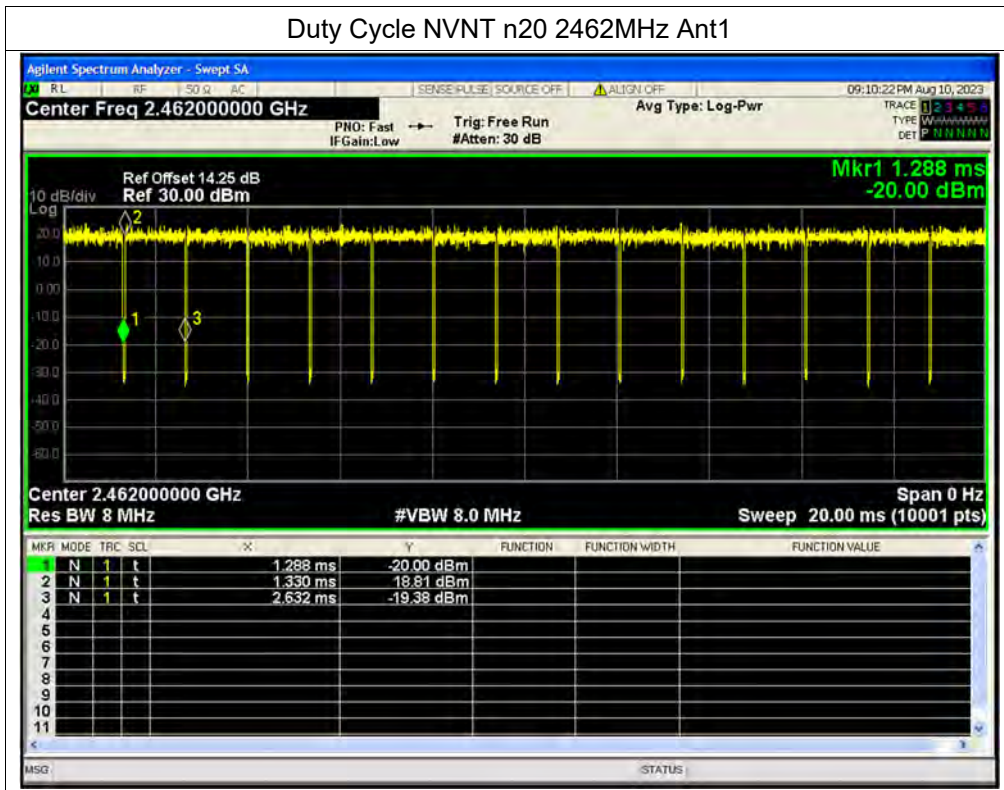 Duty Cycle NVNT n20 2462MHz Ant1
Agilent Spectrum Analyzer - Swept SA
RL RF 50 Ω AC SENSE:PULSE SOURCE OFF ALIGN OFF 09:10:22 PM Aug 10, 2023
Center Freq 2.462000000 GHz Avg Type: Log-Pwr TRACE 1 2 3 4 5 6
PNO: Fast Trig: Free Run TYPE W
IFGain:Low #Atten: 30 dB DET P N N N N N
Mkr1 1.288 ms
-20.00 dBm
Ref Offset 14.25 dB
10 dB/div Ref 30.00 dBm
Log
20.0
10.0
0.00
-10.0
-20.0
-30.0
-40.0
-50.0
-60.0
2
1
3
Center 2.462000000 GHz Span 0 Hz
Res BW 8 MHz #VBW 8.0 MHz Sweep 20.00 ms (10001 pts)
MKR MODE TRC SCL X Y FUNCTION FUNCTION WIDTH FUNCTION VALUE
1 N 1 t 1.288 ms -20.00 dBm
2 N 1 t 1.330 ms 18.81 dBm
3 N 1 t 2.632 ms -19.38 dBm
4
5
6
7
8
9
10
11
MSG STATUS